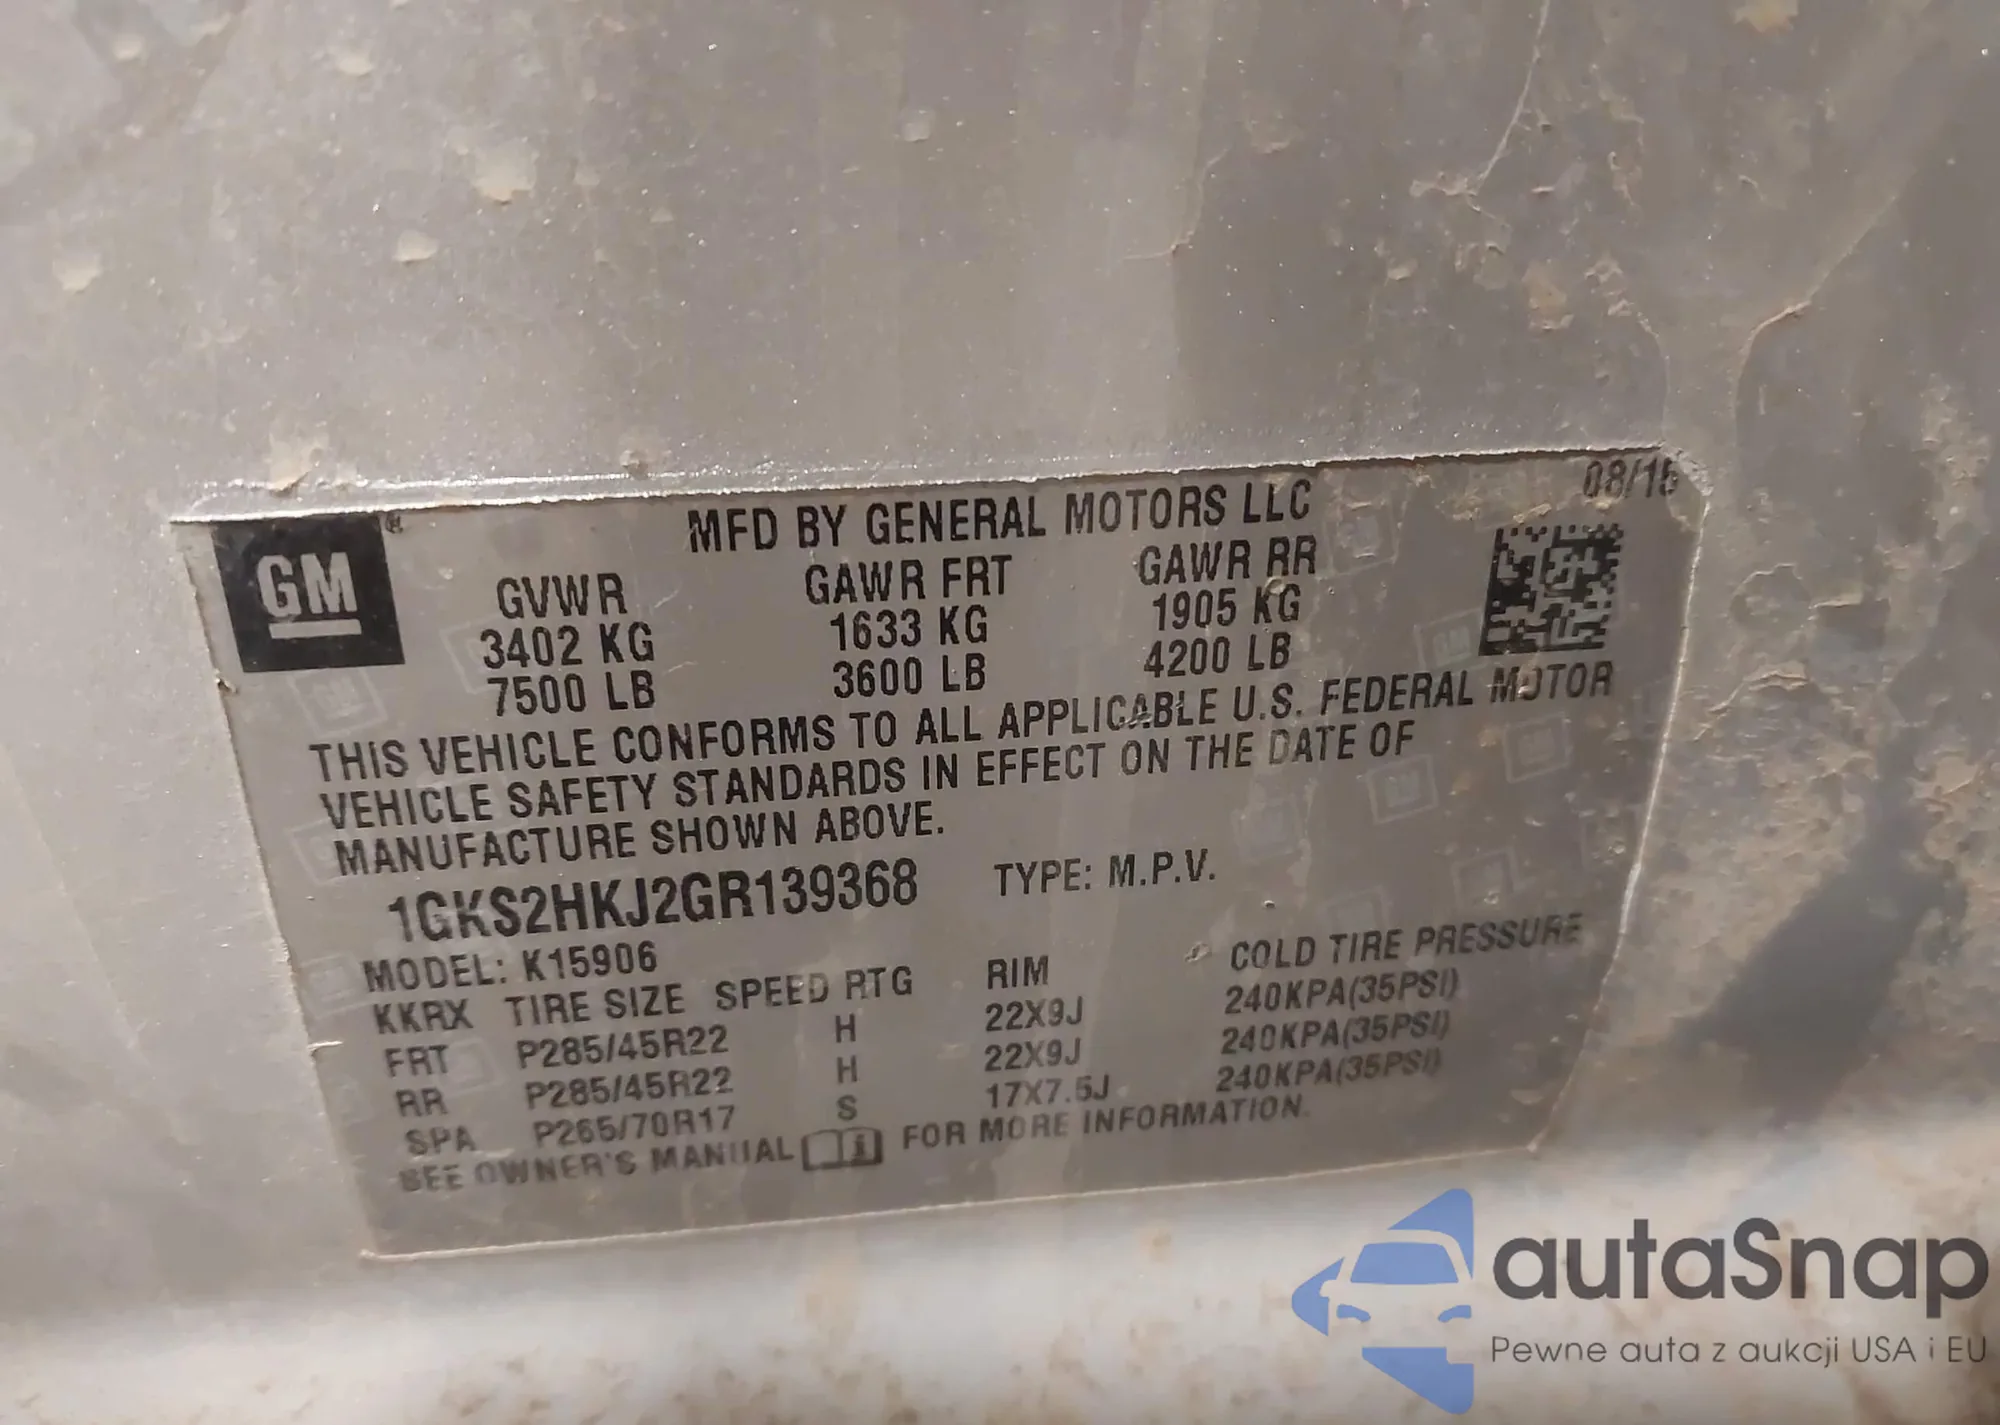 08/15
GM
MFD BY GENERAL MOTORS LLC
GVWR GAWR FRT GAWR RR
3402 KG 1633 KG 1905 KG
7500 LB 3600 LB 4200 LB
THIS VEHICLE CONFORMS TO ALL APPLICABLE U.S. FEDERAL MOTOR
VEHICLE SAFETY STANDARDS IN EFFECT ON THE DATE OF
MANUFACTURE SHOWN ABOVE.
1GKS2HKJ2GR139368 TYPE: M.P.V.
MODEL: K15906
KKRX TIRE SIZE SPEED RTG RIM COLD TIRE PRESSURE
FRT P285/45R22 H 22X9J 240KPA(35PSI)
RR P285/45R22 H 22X9J 240KPA(35PSI)
SPA P265/70R17 S 17X7.5J 240KPA(35PSI)
SEE OWNER'S MANUAL FOR MORE INFORMATION.
autaSnap
Pewne auta z aukcji USA i EU